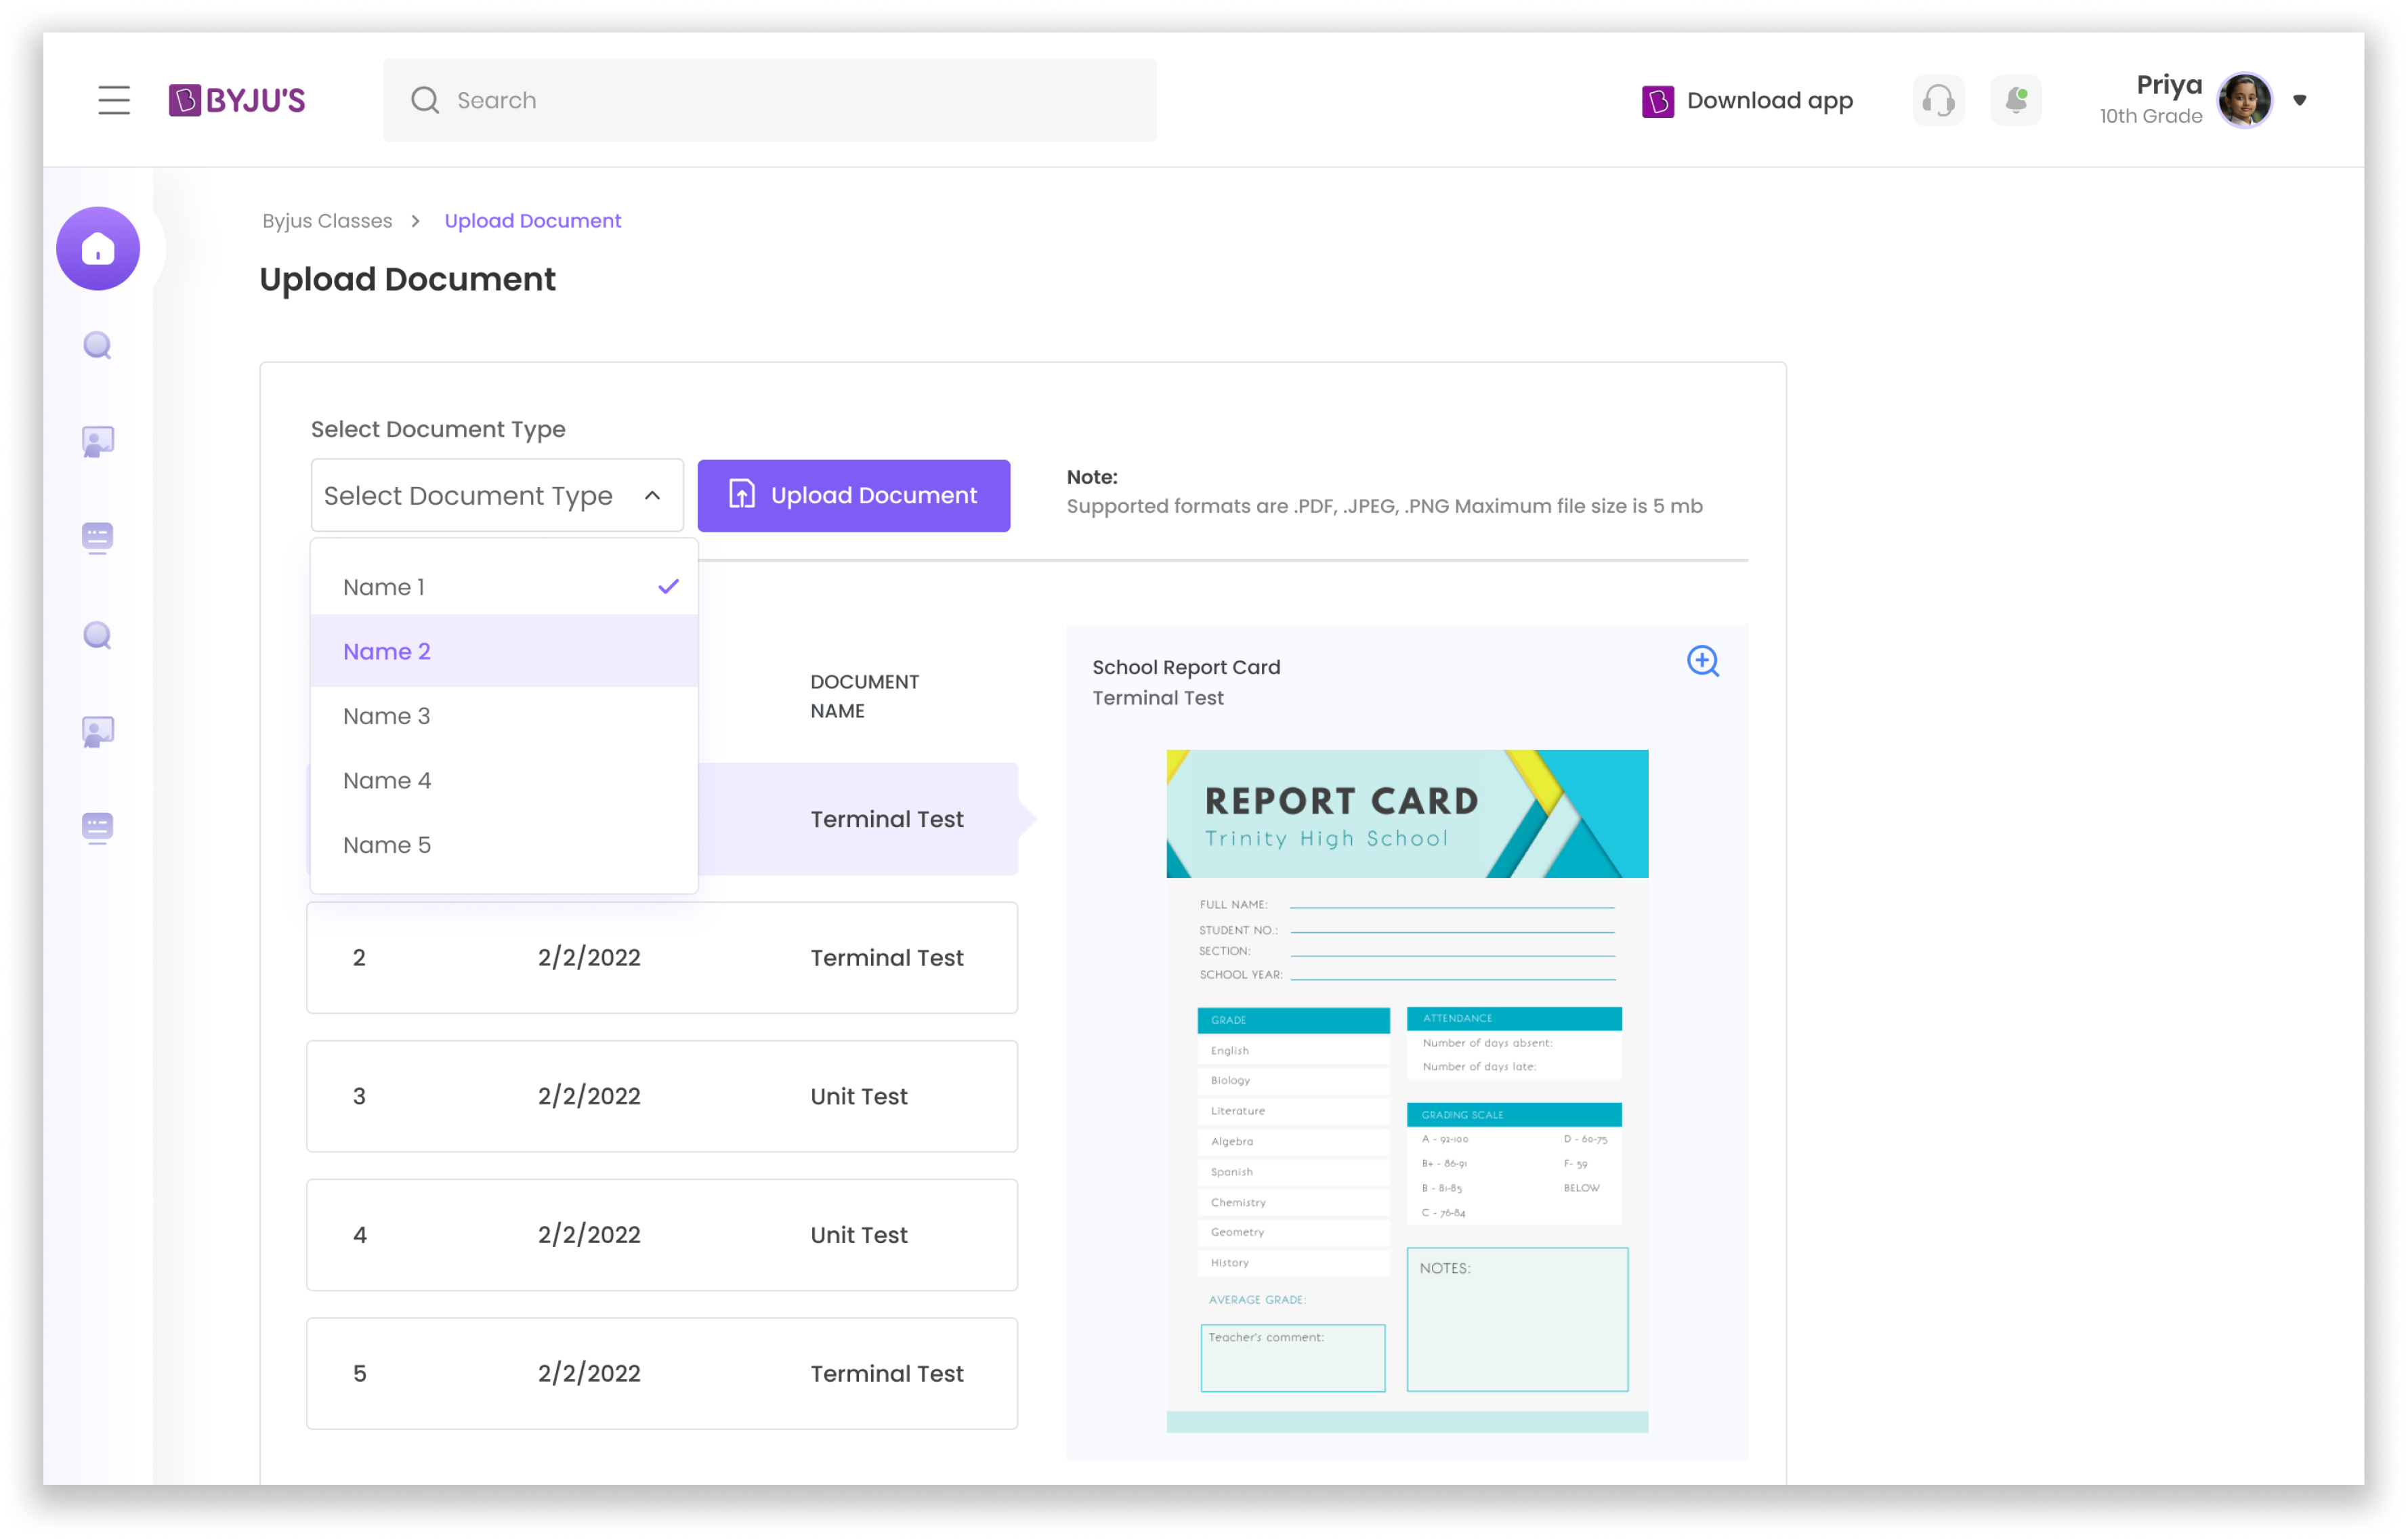 BYJU'S
Search
Download app
Priya
10th Grade
Byjus Classes > Upload Document
Upload Document
Select Document Type
Select Document Type
Upload Document
Note:
Supported formats are .PDF, .JPEG, .PNG Maximum file size is 5 mb
Name 1
Name 2
Name 3
Name 4
Name 5
DOCUMENT
NAME
Terminal Test
2 2/2/2022 Terminal Test
3 2/2/2022 Unit Test
4 2/2/2022 Unit Test
5 2/2/2022 Terminal Test
School Report Card
Terminal Test
REPORT CARD
Trinity High School
FULL NAME:
STUDENT NO.:
SECTION:
SCHOOL YEAR:
GRADE
English
Biology
Literature
Algebra
Spanish
Chemistry
Geometry
History
AVERAGE GRADE:
Teacher's comment:
ATTENDANCE
Number of days absent:
Number of days late:
GRADING SCALE
A - 92-100 D - 60-75
B+ - 86-91 F- 59
B - 81-85 BELOW
C - 76-84
NOTES: